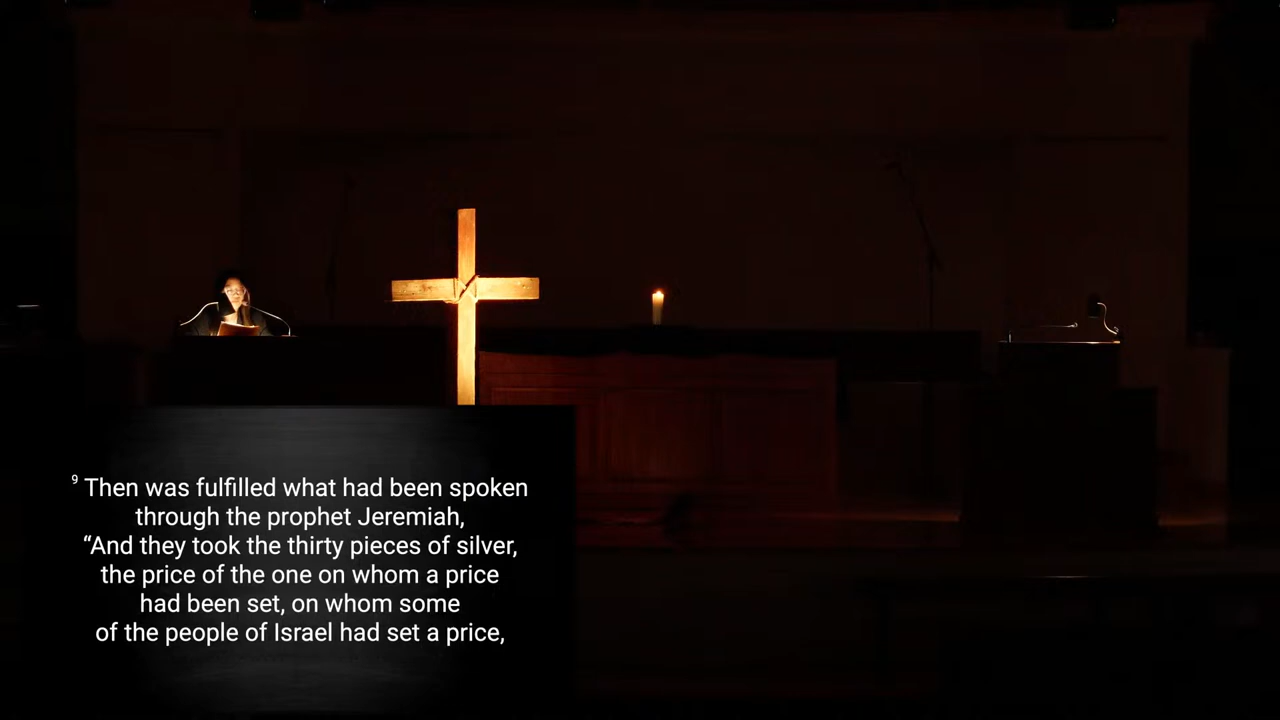 ⁹ Then was fulfilled what had been spoken
through the prophet Jeremiah,
“And they took the thirty pieces of silver,
the price of the one on whom a price
had been set, on whom some
of the people of Israel had set a price,